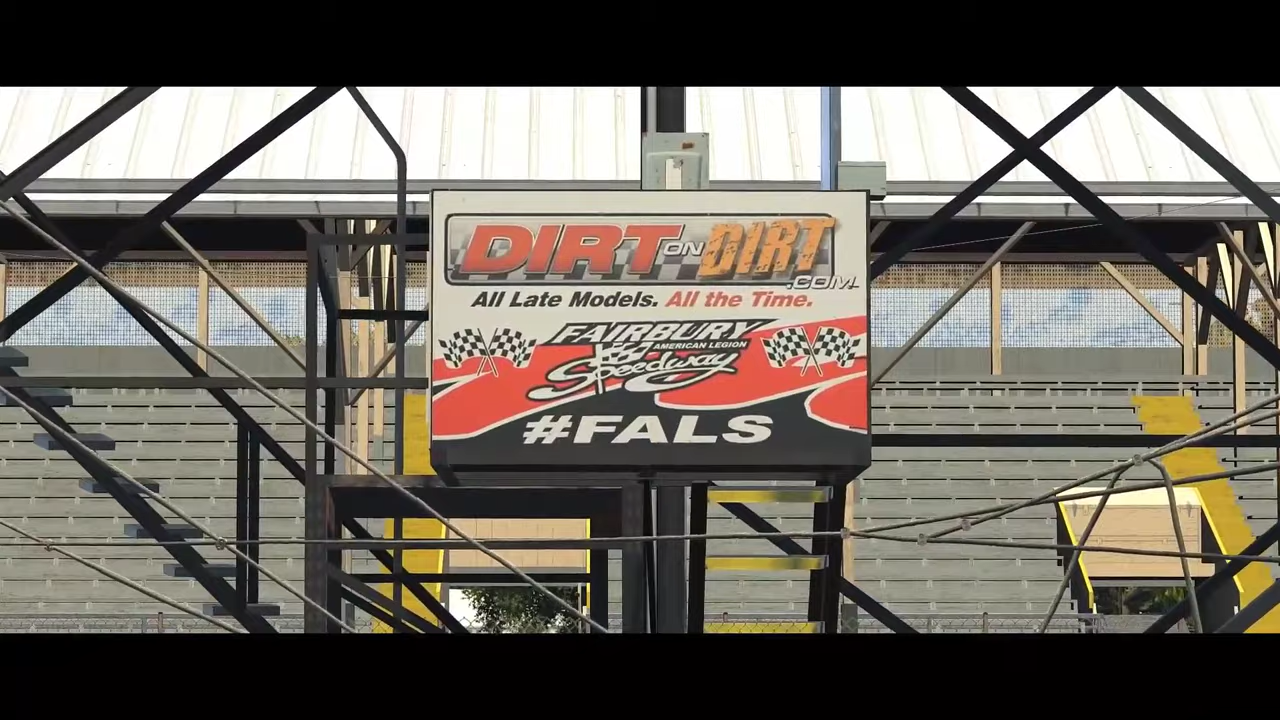 DIRT ON DIRT
.COM
All Late Models. All the Time.
FAIRBURY
AMERICAN LEGION
Speedway
#FALS